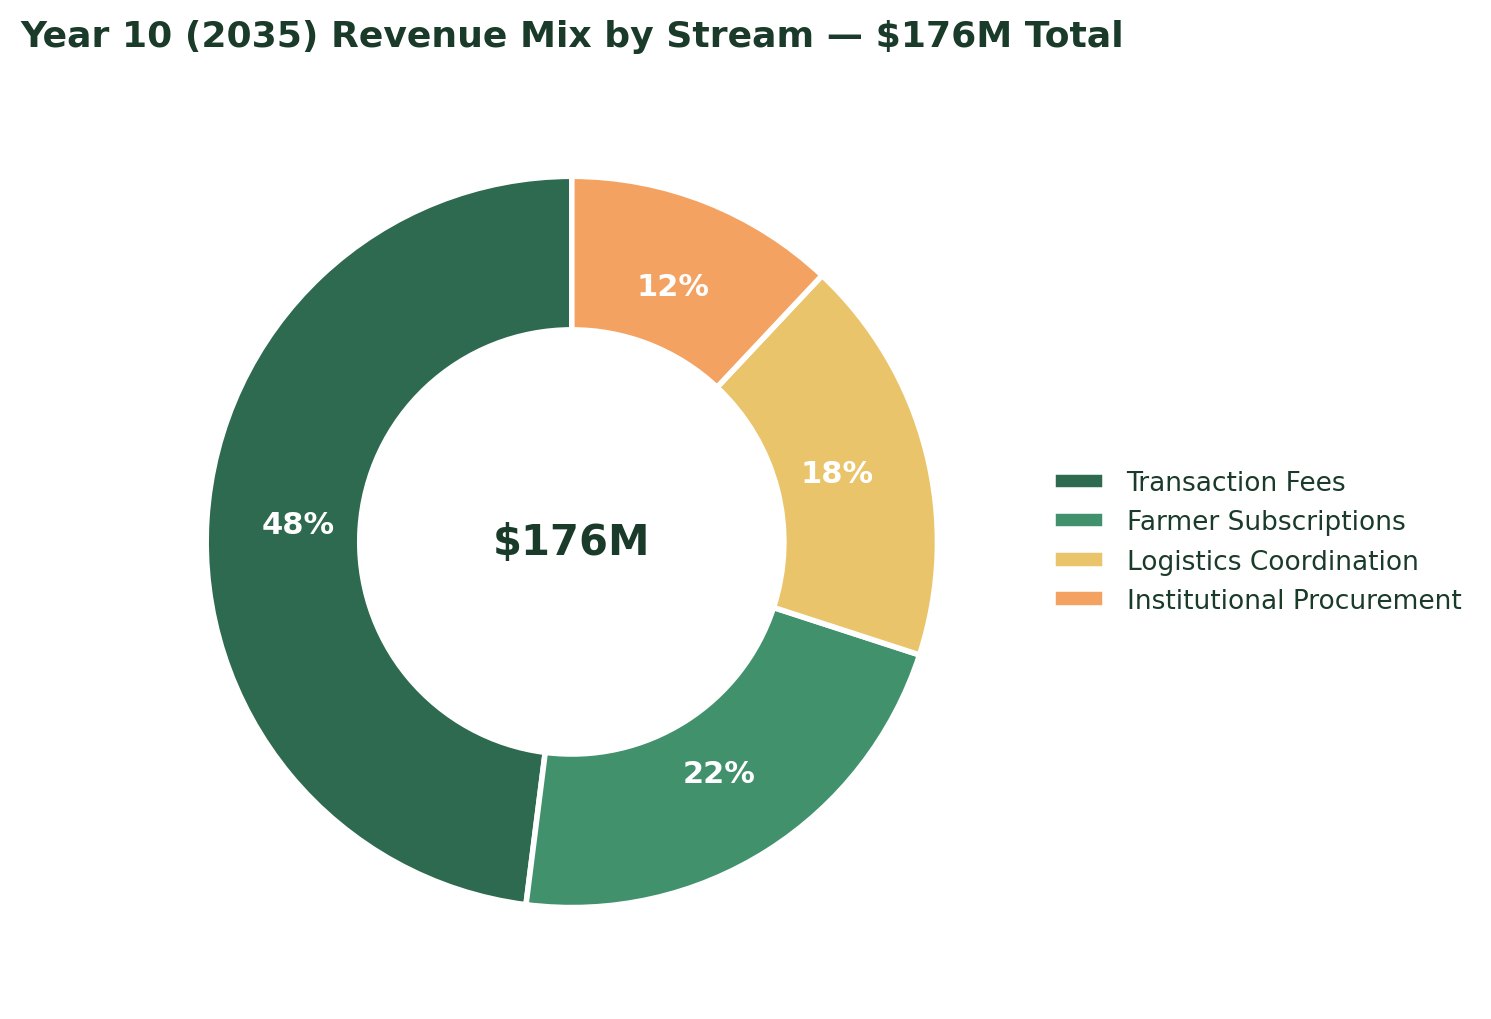 Year 10 (2035) Revenue Mix by Stream — $176M Total
12%
18%
48%
$176M
22%
Transaction Fees
Farmer Subscriptions
Logistics Coordination
Institutional Procurement